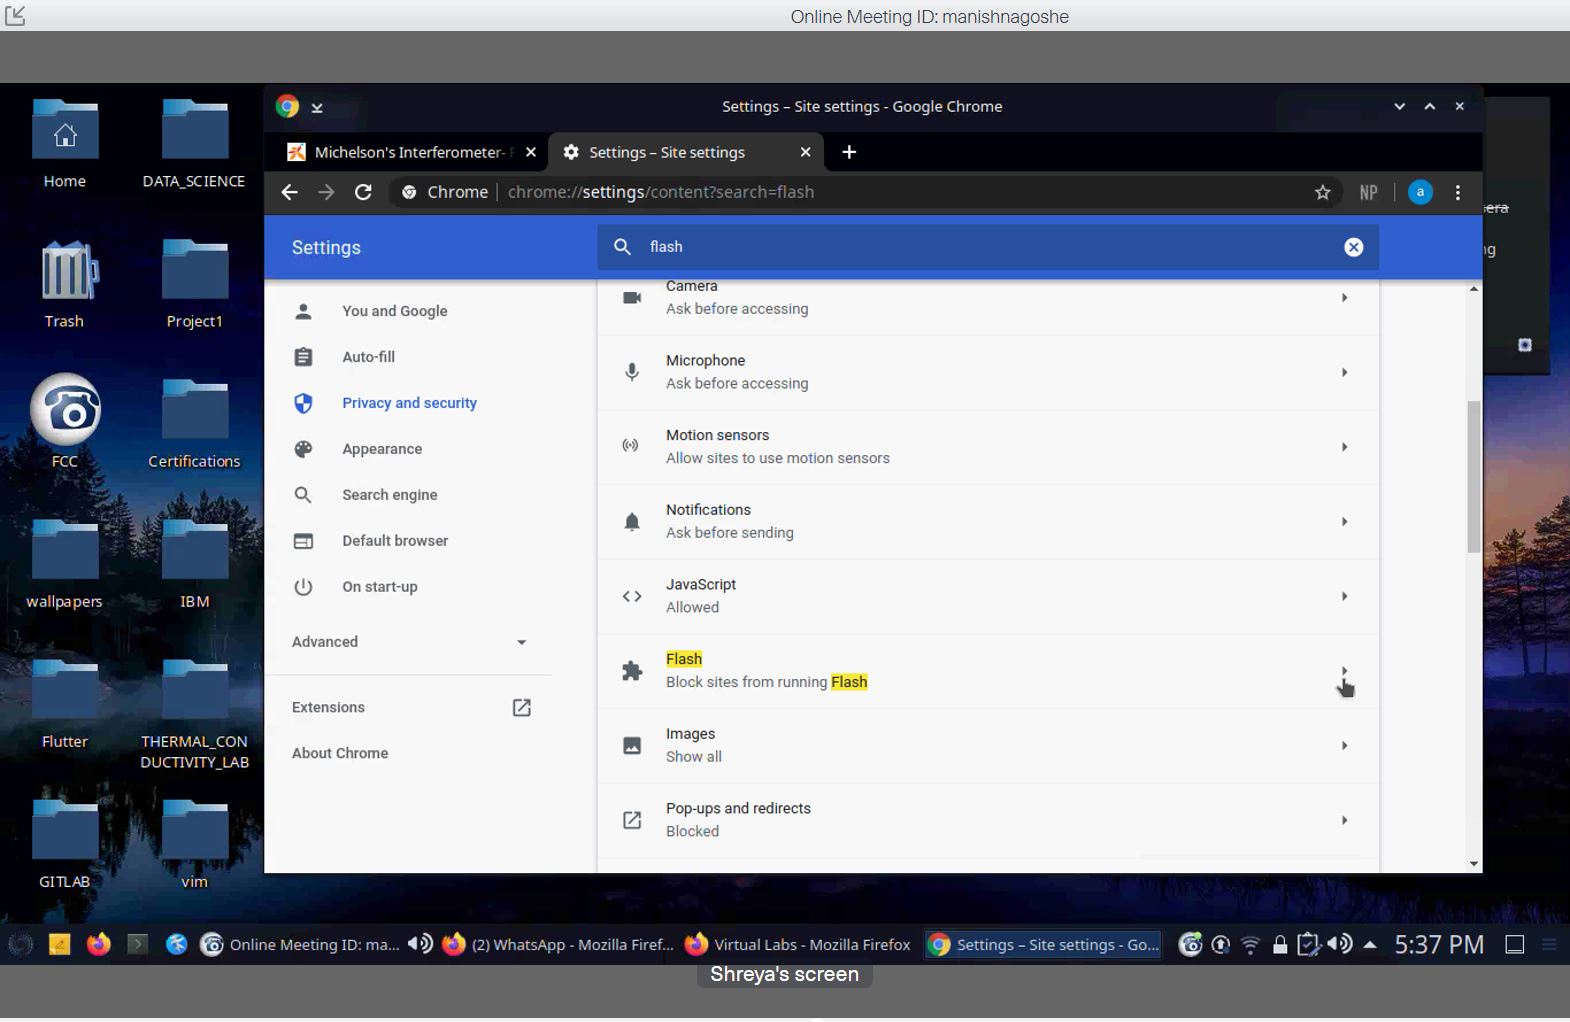 Online Meeting ID: manishnagoshe
Settings – Site settings - Google Chrome
Michelson's Interferometer-
Settings – Site settings
Chrome
chrome://settings/content?search=flash
NP
a
Settings
flash
You and Google
Auto-fill
Privacy and security
Appearance
Search engine
Default browser
On start-up
Advanced
Extensions
About Chrome
Camera
Ask before accessing
Microphone
Ask before accessing
Motion sensors
Allow sites to use motion sensors
Notifications
Ask before sending
JavaScript
Allowed
Flash
Block sites from running Flash
Images
Show all
Pop-ups and redirects
Blocked
Home
DATA_SCIENCE
Trash
Project1
FCC
Certifications
wallpapers
IBM
Flutter
THERMAL_CON
DUCTIVITY_LAB
GITLAB
vim
Online Meeting ID: ma...
(2) WhatsApp - Mozilla Firef...
Virtual Labs - Mozilla Firefox
Settings – Site settings - Go...
5:37 PM
Shreya's screen